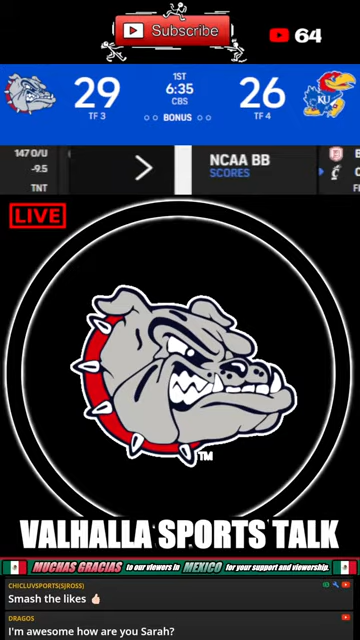 Subscribe
64
29
TF 3
1ST
6:35
CBS
BONUS
26
TF 4
KU
147 O/U
-9.5
TNT
NCAA BB
SCORES
LIVE
TM
VALHALLA SPORTS TALK
MUCHAS GRACIAS to our viewers in MEXICO for your support and viewership.
CHICLUVSPORTS(SJROSS)
Smash the likes 👍🏻
DRAGOS
I'm awesome how are you Sarah?